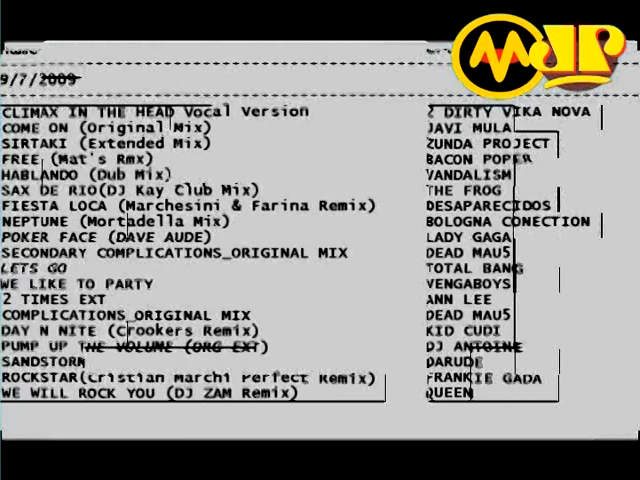 9/7/2009
CLIMAX IN THE HEAD Vocal Version 2 DIRTY VIKA NOVA
COME ON (Original Mix) JAVI MULA
SIRTAKI (Extended Mix) ZUNDA PROJECT
FREE (Mat's Rmx) BACON POPER
HABLANDO (Dub Mix) VANDALISM
SAX DE RIO(DJ Kay Club Mix) THE FROG
FIESTA LOCA (Marchesini & Farina Remix) DESAPARECIDOS
NEPTUNE (Mortadella Mix) BOLOGNA CONECTION
POKER FACE (DAVE AUDE) LADY GAGA
SECONDARY COMPLICATIONS_ORIGINAL MIX DEAD MAU5
LETS GO TOTAL BANG
WE LIKE TO PARTY VENGABOYS
2 TIMES EXT ANN LEE
COMPLICATIONS_ORIGINAL MIX DEAD MAU5
DAY N NITE (Crookers Remix) KID CUDI
PUMP UP THE VOLUME (ORG EXT) DJ ANTOINE
SANDSTORM DARUDE
ROCKSTAR(Cristian Marchi Perfect Remix) FRANKIE GADA
WE WILL ROCK YOU (DJ ZAM Remix) QUEEN
JP